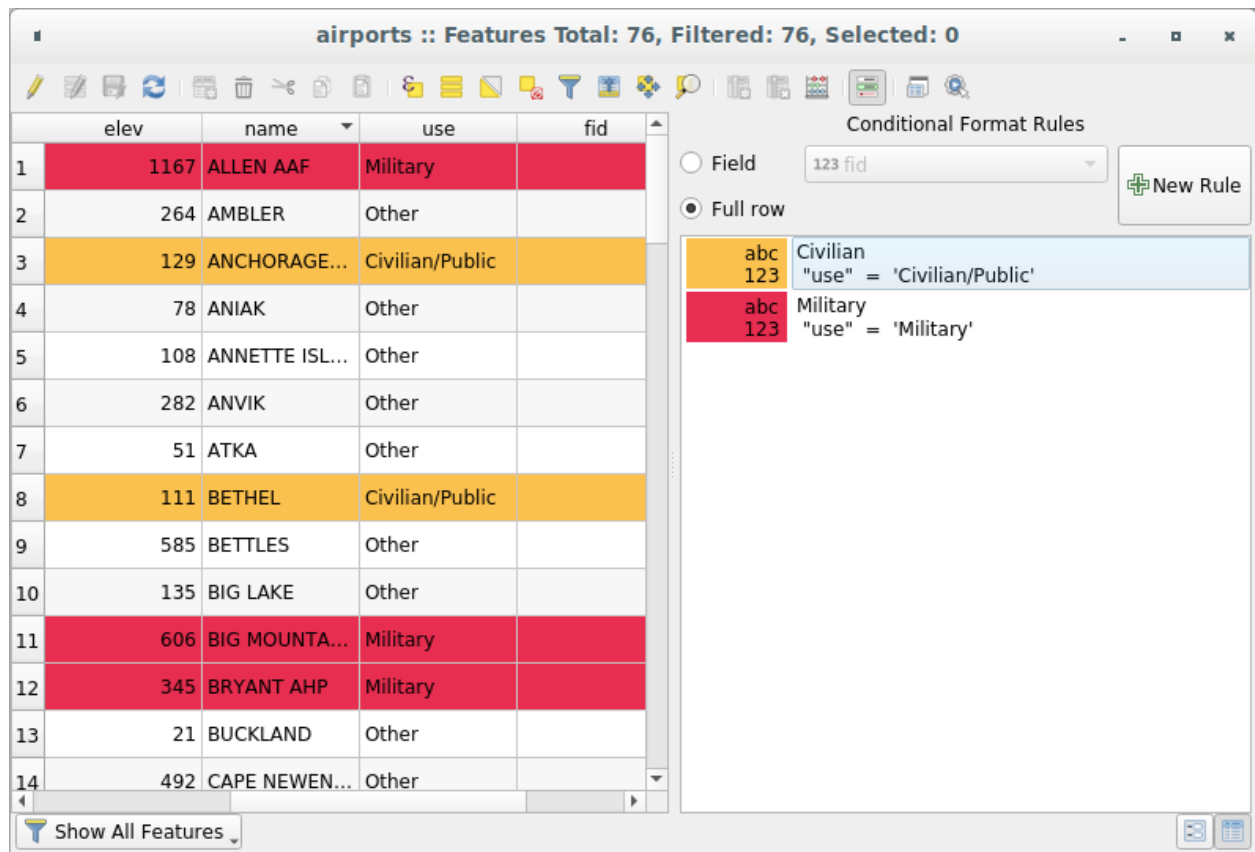 airports :: Features Total: 76, Filtered: 76, Selected: 0
elev name use fid
1 1167 ALLEN AAF Military
2 264 AMBLER Other
3 129 ANCHORAGE... Civilian/Public
4 78 ANIAK Other
5 108 ANNETTE ISL... Other
6 282 ANVIK Other
7 51 ATKA Other
8 111 BETHEL Civilian/Public
9 585 BETTLES Other
10 135 BIG LAKE Other
11 606 BIG MOUNTA... Military
12 345 BRYANT AHP Military
13 21 BUCKLAND Other
14 492 CAPE NEWEN... Other
Show All Features
Conditional Format Rules
Field 123 fid
New Rule
Full row
abc Civilian
123 "use" = 'Civilian/Public'
abc Military
123 "use" = 'Military'